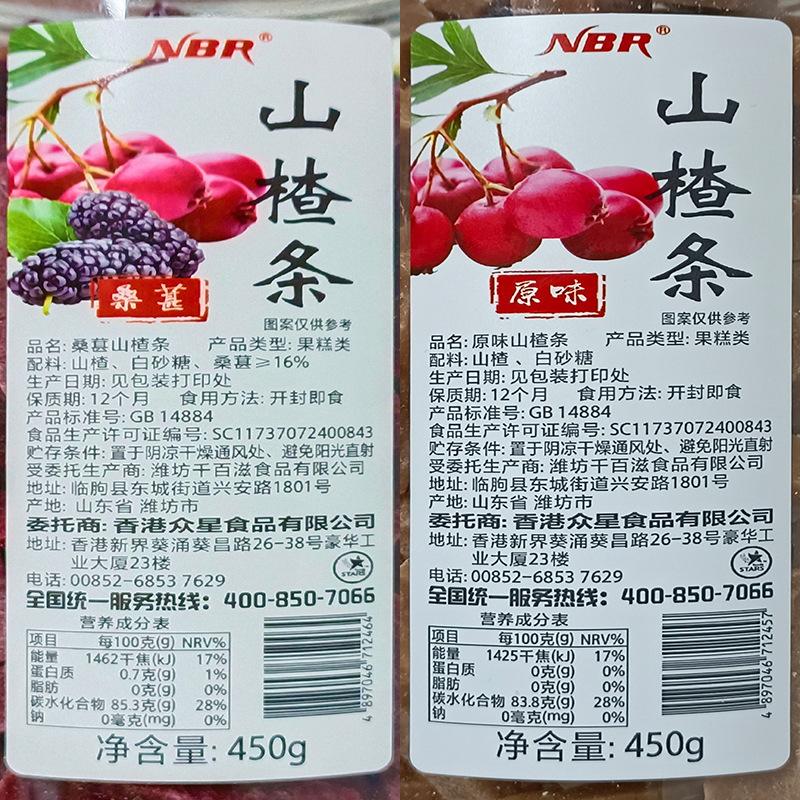 NBR®
山楂条
桑葚
图案仅供参考
品名: 桑葚山楂条 产品类型: 果糕类
配料: 山楂、白砂糖、桑葚≥16%
生产日期: 见包装打印处
保质期: 12个月 食用方法: 开封即食
产品标准号: GB 14884
食品生产许可证编号: SC11737072400843
贮存条件: 置于阴凉干燥通风处、避免阳光直射
受委托生产商: 潍坊千百滋食品有限公司
地址: 临朐县东城街道兴安路1801号
产地: 山东省 潍坊市
委托商: 香港众星食品有限公司
地址: 香港新界葵涌葵昌路26-38号豪华工
业大厦23楼
电话: 00852-6853 7629
STARS
全国统一服务热线: 400-850-7066
营养成分表
项目 每100克(g) NRV%
能量 1462千焦(kJ) 17%
蛋白质 0.7克(g) 1%
脂肪 0克(g) 0%
碳水化合物 85.3克(g) 28%
钠 0毫克(mg) 0%
4 897046 712464
净含量: 450g
NBR®
山楂条
原味
图案仅供参考
品名: 原味山楂条 产品类型: 果糕类
配料: 山楂 、白砂糖
生产日期: 见包装打印处
保质期: 12个月 食用方法: 开封即食
产品标准号: GB 14884
食品生产许可证编号: SC11737072400843
贮存条件: 置于阴凉干燥通风处、避免阳光直射
受委托生产商: 潍坊千百滋食品有限公司
地址: 临朐县东城街道兴安路1801号
产地: 山东省 潍坊市
委托商: 香港众星食品有限公司
地址: 香港新界葵涌葵昌路26-38号豪华工
业大厦23楼
电话: 00852-6853 7629
STARS
全国统一服务热线: 400-850-7066
营养成分表
项目 每100克(g) NRV%
能量 1425千焦(kJ) 17%
蛋白质 0克(g) 0%
脂肪 0克(g) 0%
碳水化合物 83.8克(g) 28%
钠 0毫克(mg) 0%
4 897046 712457
净含量: 450g